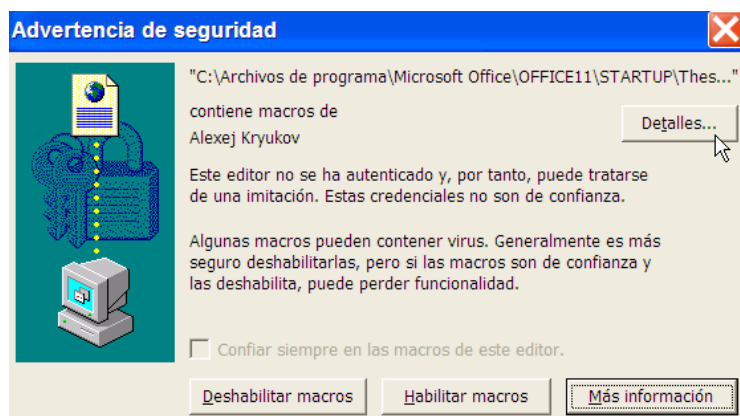 Advertencia de seguridad
"C:\Archivos de programa\Microsoft Office\OFFICE11\STARTUP\Thes..."
contiene macros de
Alexej Kryukov
Detalles...
Este editor no se ha autenticado y, por tanto, puede tratarse
de una imitación. Estas credenciales no son de confianza.
Algunas macros pueden contener virus. Generalmente es más
seguro deshabilitarlas, pero si las macros son de confianza y
las deshabilita, puede perder funcionalidad.
Confiar siempre en las macros de este editor.
Deshabilitar macros
Habilitar macros
Más información